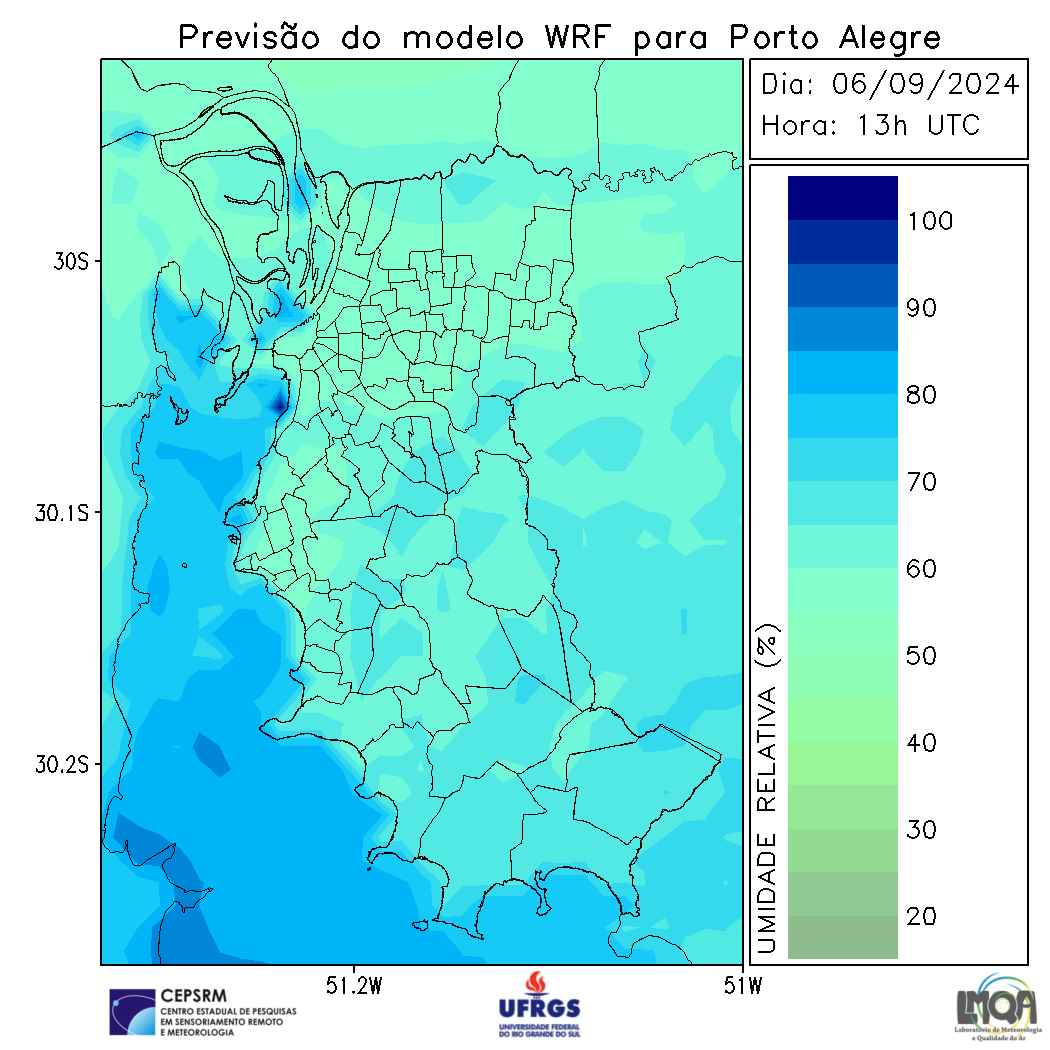 Previsão do modelo WRF para Porto Alegre
Dia: 06/09/2024
Hora: 13h UTC
30S
30.1S
30.2S
51.2W
51W
100
90
80
70
60
50
40
30
20
UMIDADE RELATIVA (%)
CEPSRM
CENTRO ESTADUAL DE PESQUISAS
EM SENSORIAMENTO REMOTO
E METEOROLOGIA
UFRGS
UNIVERSIDADE FEDERAL
DO RIO GRANDE DO SUL
LMQA
Laboratório de Meteorologia
e Qualidade do Ar